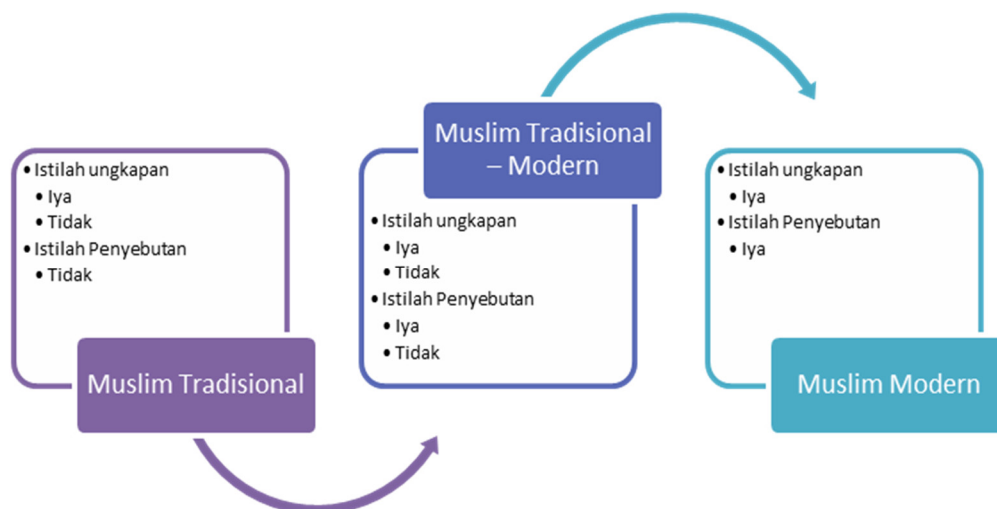 • Istilah ungkapan
• Iya
• Tidak
• Istilah Penyebutan
• Tidak
Muslim Tradisional
Muslim Tradisional
– Modern
• Istilah ungkapan
• Iya
• Tidak
• Istilah Penyebutan
• Iya
• Tidak
• Istilah ungkapan
• Iya
• Istilah Penyebutan
• Iya
Muslim Modern